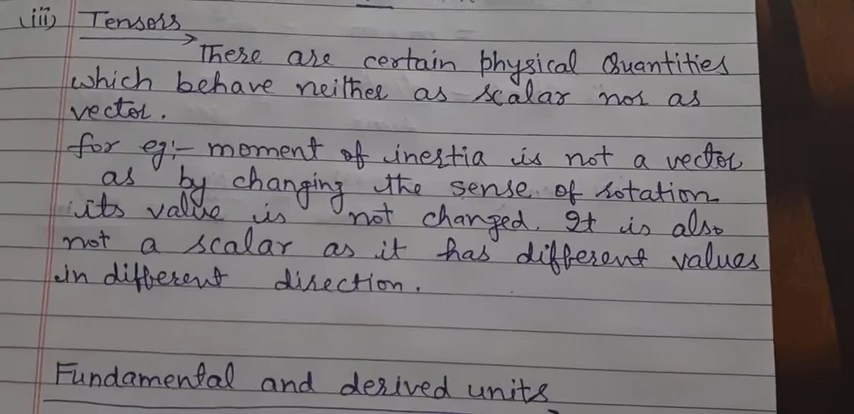 (iii) Tensors
There are certain physical Quantities
which behave neither as scalar nor as
vector.
for eg:- moment of inertia is not a vector
as by changing the sense of rotation
its value is not changed. It is also
not a scalar as it has different values
in different direction.
Fundamental and derived units